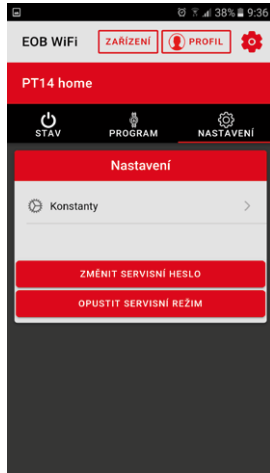 38% 9:36
EOB WiFi ZAŘÍZENÍ PROFIL
PT14 home
STAV PROGRAM NASTAVENÍ
Nastavení
Konstanty
ZMĚNIT SERVISNÍ HESLO
OPUSTIT SERVISNÍ REŽIM